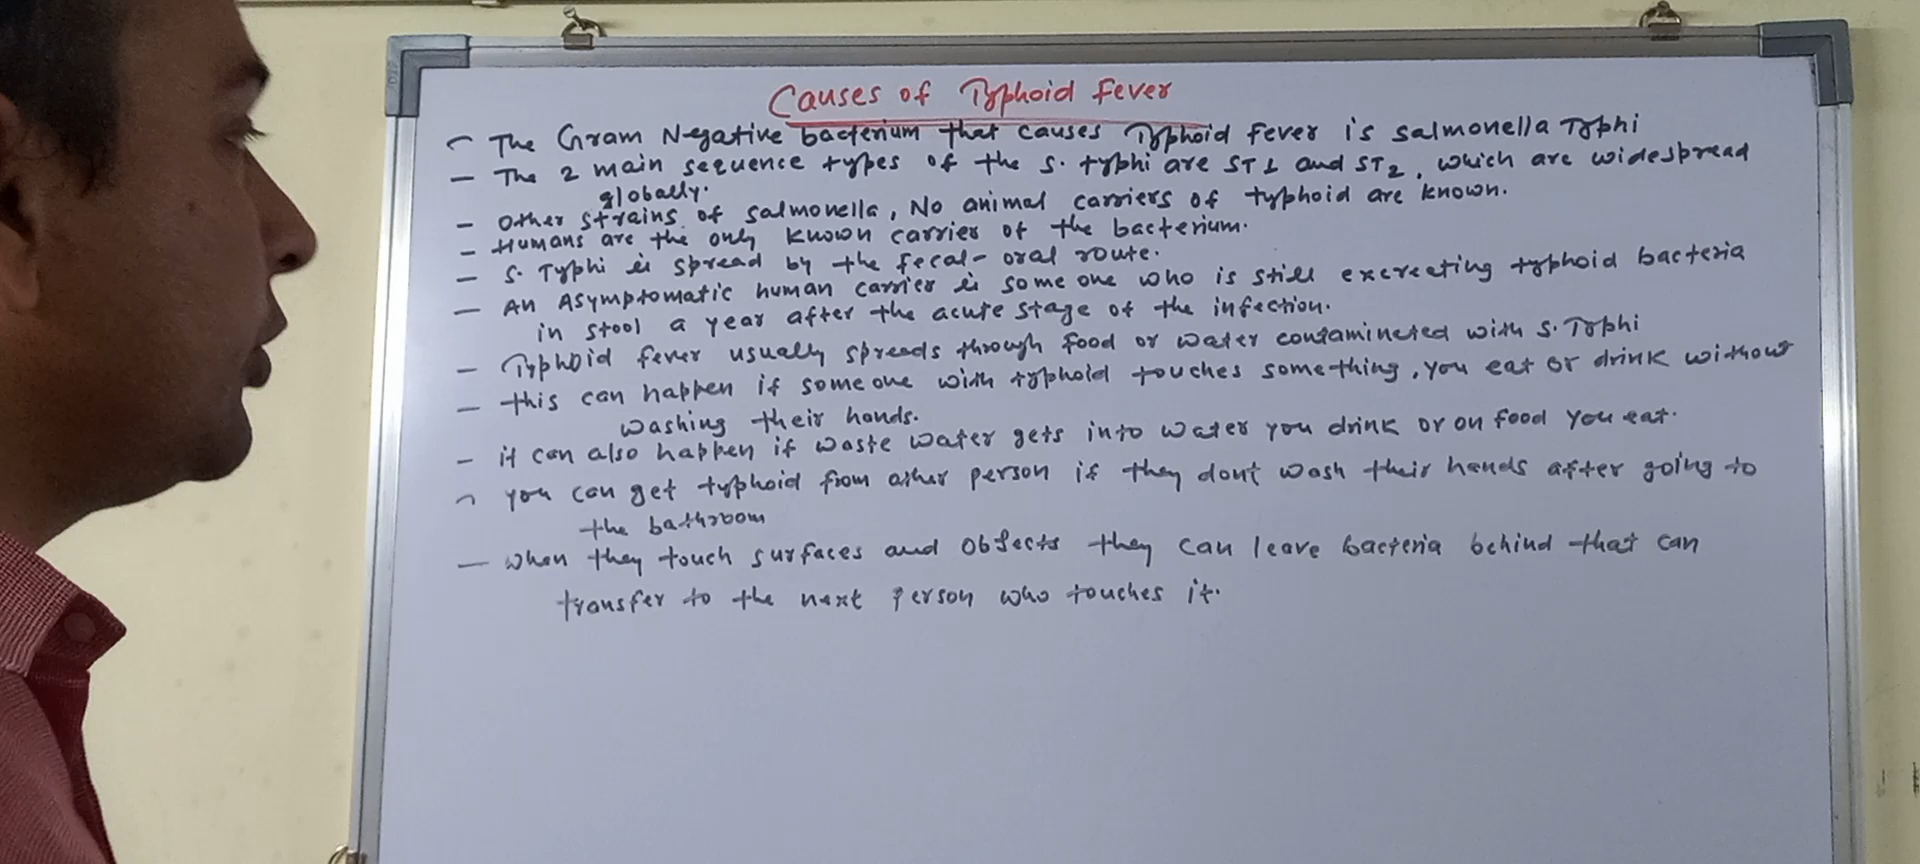 Causes of Typhoid Fever
- The Gram Negative bacterium that causes Typhoid Fever is salmonella Typhi
- The 2 main sequence types of the S. typhi are ST1 and ST2, which are widespread
globally.
- Other strains of salmonella, No animal carriers of typhoid are known.
- Humans are the only known carrier of the bacterium.
- S. Typhi is spread by the fecal-oral route.
- An Asymptomatic human carrier is some one who is still excreating typhoid bacteria
in stool a year after the acute stage of the infection.
- Typhoid fever usually spreads through food or water contamineted with S. Typhi
- this can happen if some one with typhoid touches something, you eat or drink without
washing their hands.
- it can also happen if waste water gets into water you drink or on food you eat.
- you can get typhoid from other person if they dont wash their hands after going to
the bathroom
- when they touch surfaces and objects they can leave bacteria behind that can
transfer to the next person who touches it.